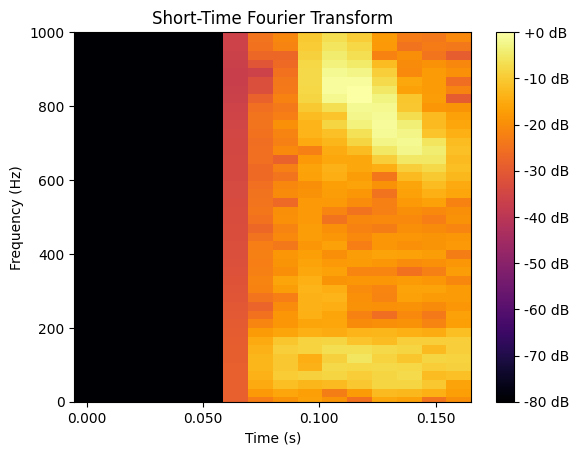 Short-Time Fourier Transform
1000
800
600
400
200
0
Frequency (Hz)
0.000
0.050
0.100
0.150
Time (s)
+0 dB
-10 dB
-20 dB
-30 dB
-40 dB
-50 dB
-60 dB
-70 dB
-80 dB